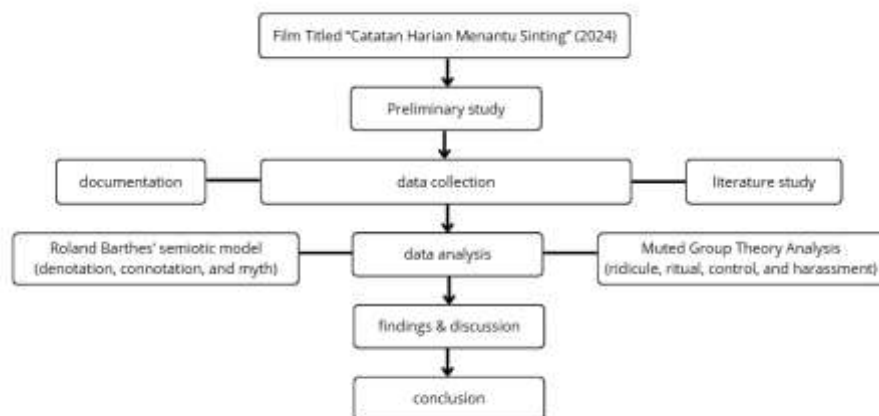 Film Titled “Catatan Harian Menantu Sinting” (2024)
Preliminary study
documentation
data collection
literature study
Roland Barthes’ semiotic model
(denotation, connotation, and myth)
data analysis
Muted Group Theory Analysis
(ridicule, ritual, control, and harassment)
findings & discussion
conclusion